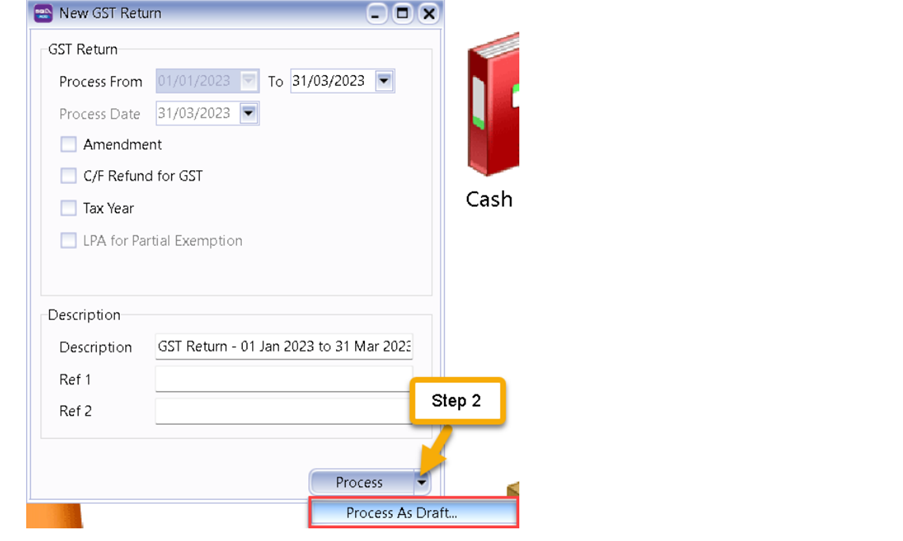 New GST Return
GST Return
Process From 01/01/2023 To 31/03/2023
Process Date 31/03/2023
Amendment
C/F Refund for GST
Cash
Tax Year
LPA for Partial Exemption
Description
Description GST Return - 01 Jan 2023 to 31 Mar 2023
Ref 1
Step 2
Ref 2
Process
Process As Draft...